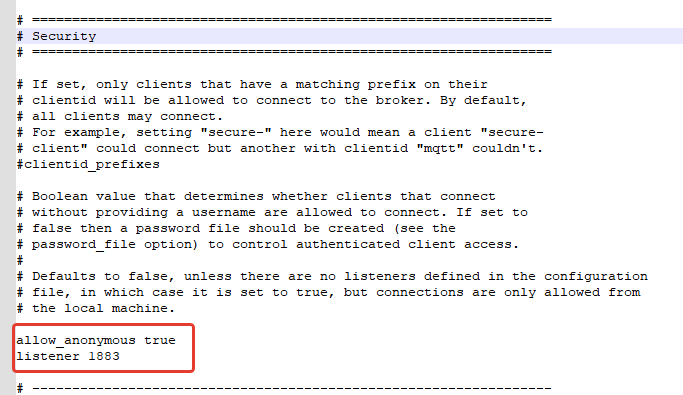 # =================================================================
# Security
# =================================================================
# If set, only clients that have a matching prefix on their
# clientid will be allowed to connect to the broker. By default,
# all clients may connect.
# For example, setting "secure-" here would mean a client "secure-
# client" could connect but another with clientid "mqtt" couldn't.
#clientid_prefixes
# Boolean value that determines whether clients that connect
# without providing a username are allowed to connect. If set to
# false then a password file should be created (see the
# password_file option) to control authenticated client access.
#
# Defaults to false, unless there are no listeners defined in the configuration
# file, in which case it is set to true, but connections are only allowed from
# the local machine.
allow_anonymous true
listener 1883
# -----------------------------------------------------------------